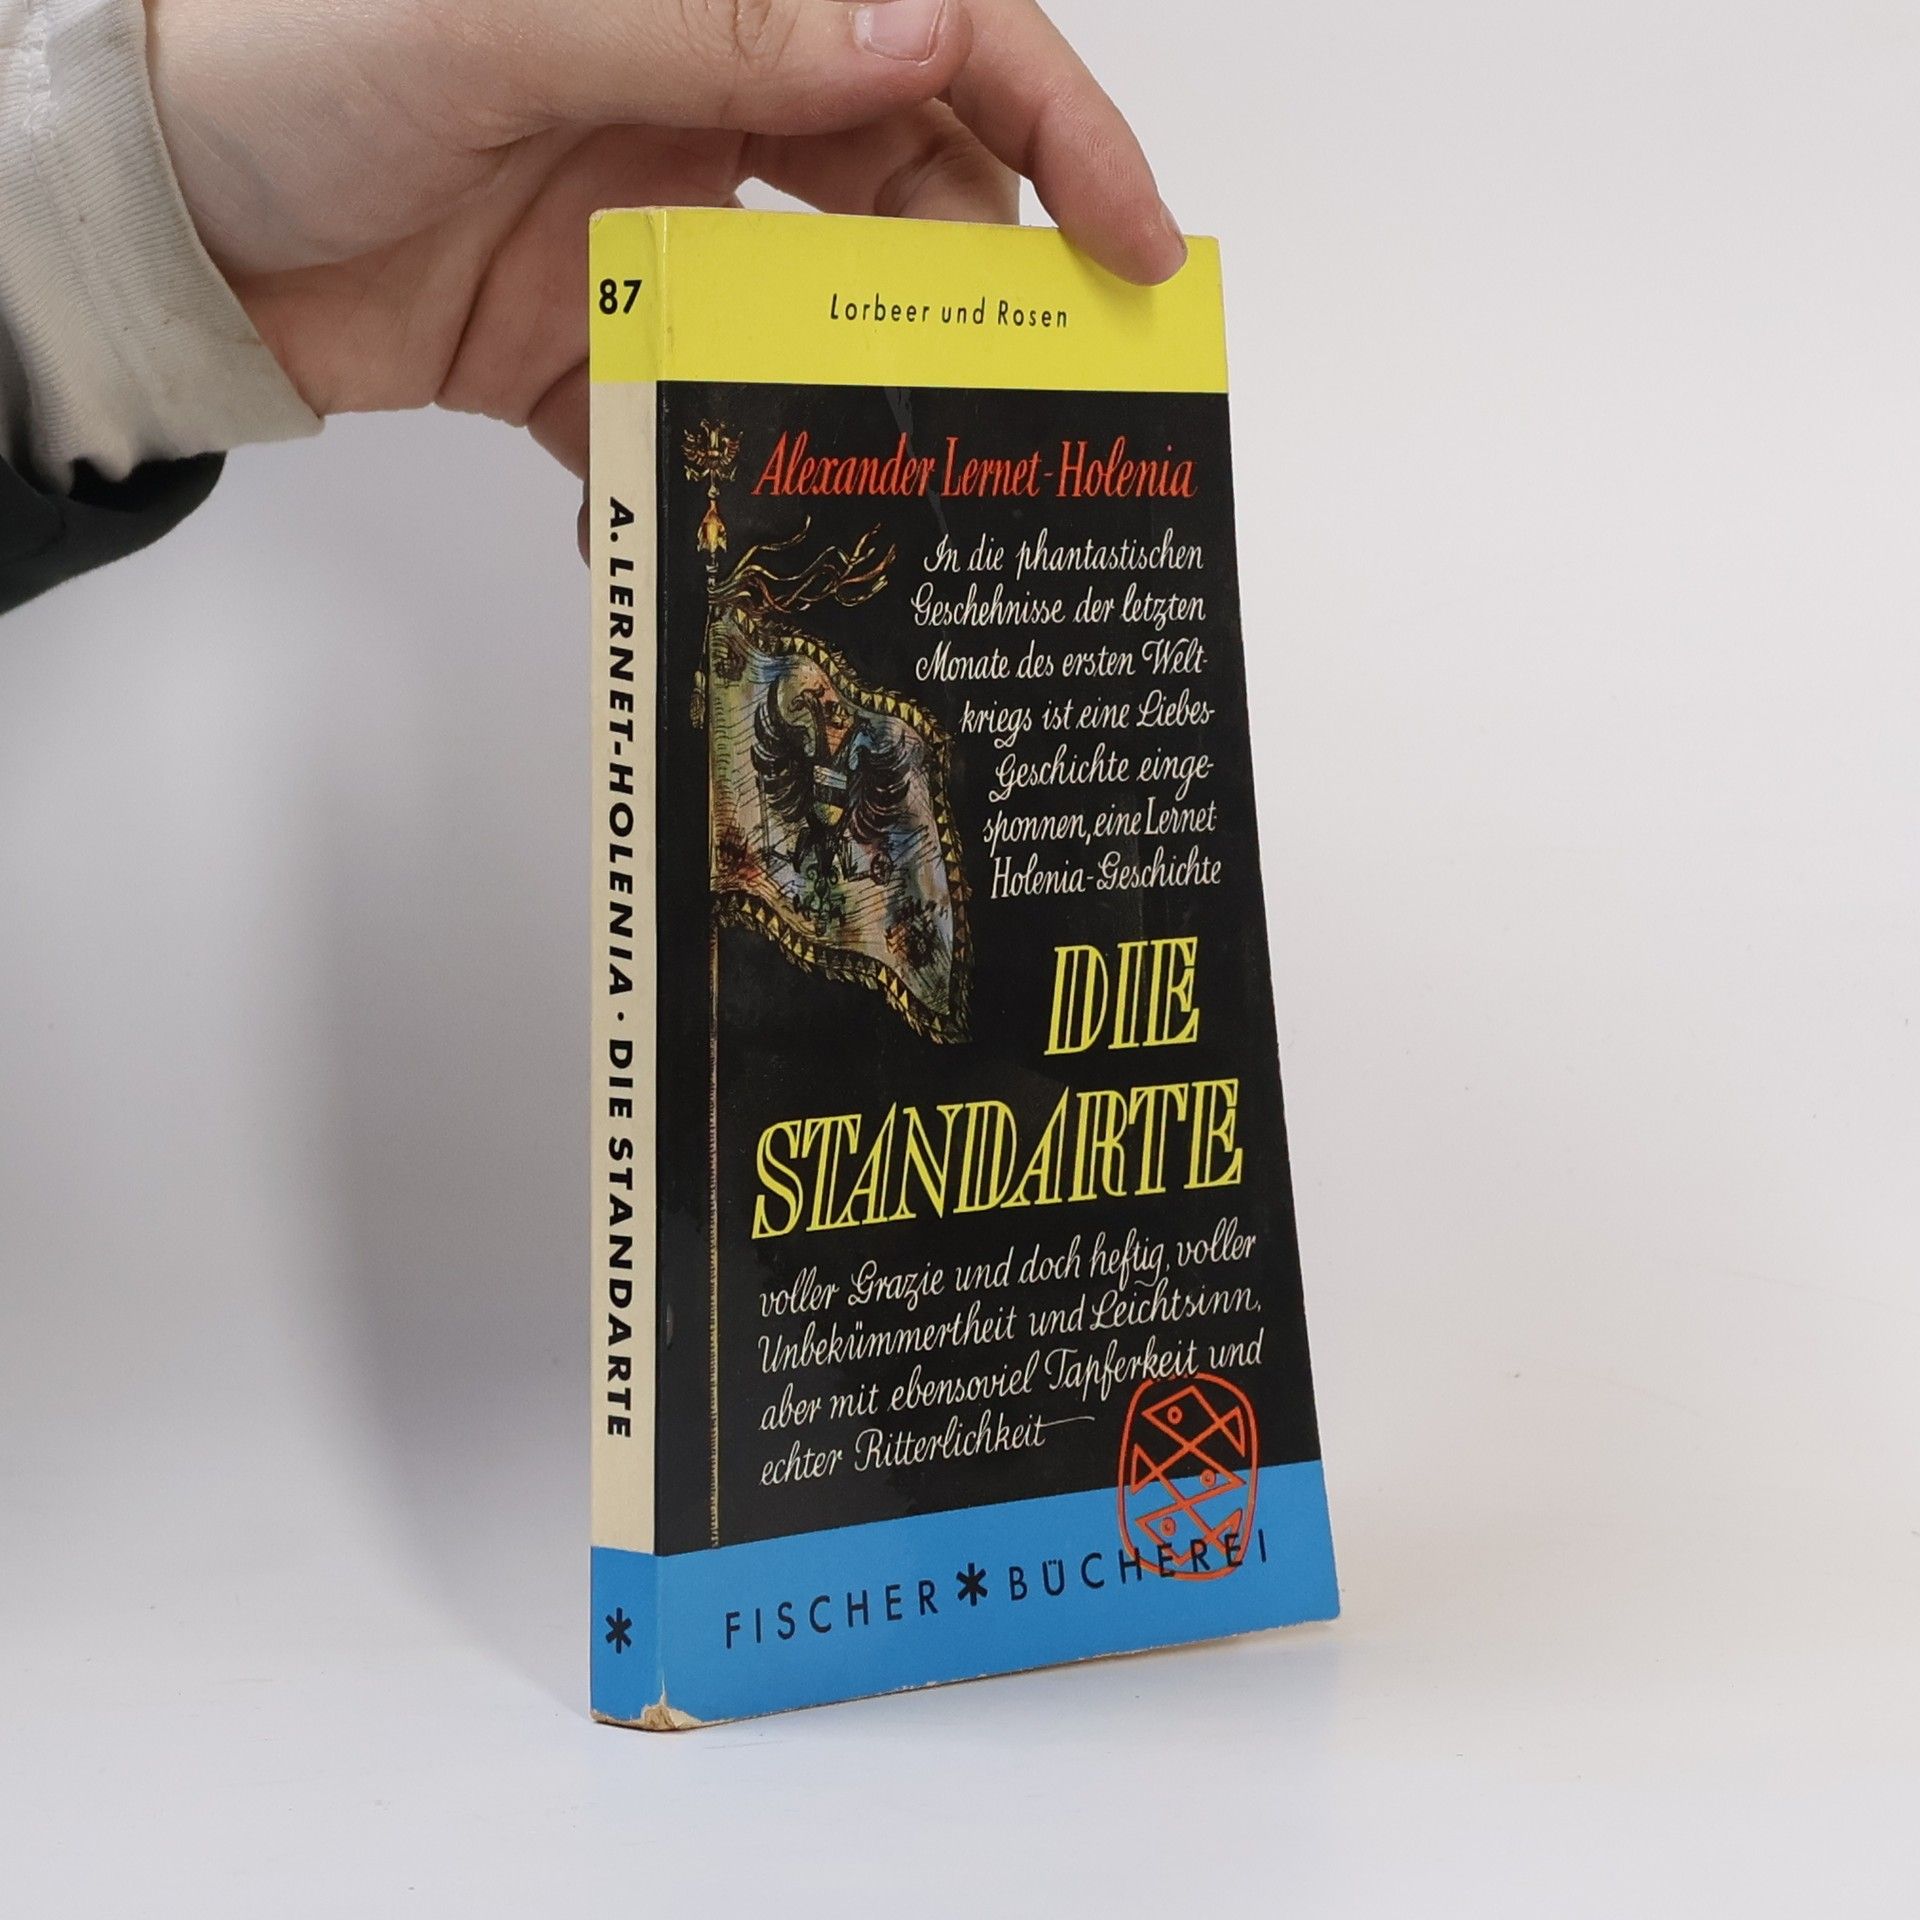 87
A. LERNET-HOLENIA · DIE STANDARTE
*
Lorbeer und Rosen
Alexander Lernet-Holenia
In die phantastischen
Geschehnisse der letzten
Monate des ersten Welt-
kriegs ist eine Liebes-
Geschichte einge-
sponnen, eine Lernet-
Holenia-Geschichte
DIE
STANDARTE
voller Grazie und doch heftig, voller
Unbekümmertheit und Leichtsinn,
aber mit ebensoviel Tapferkeit und
echter Ritterlichkeit
FISCHER * BÜCHEREI